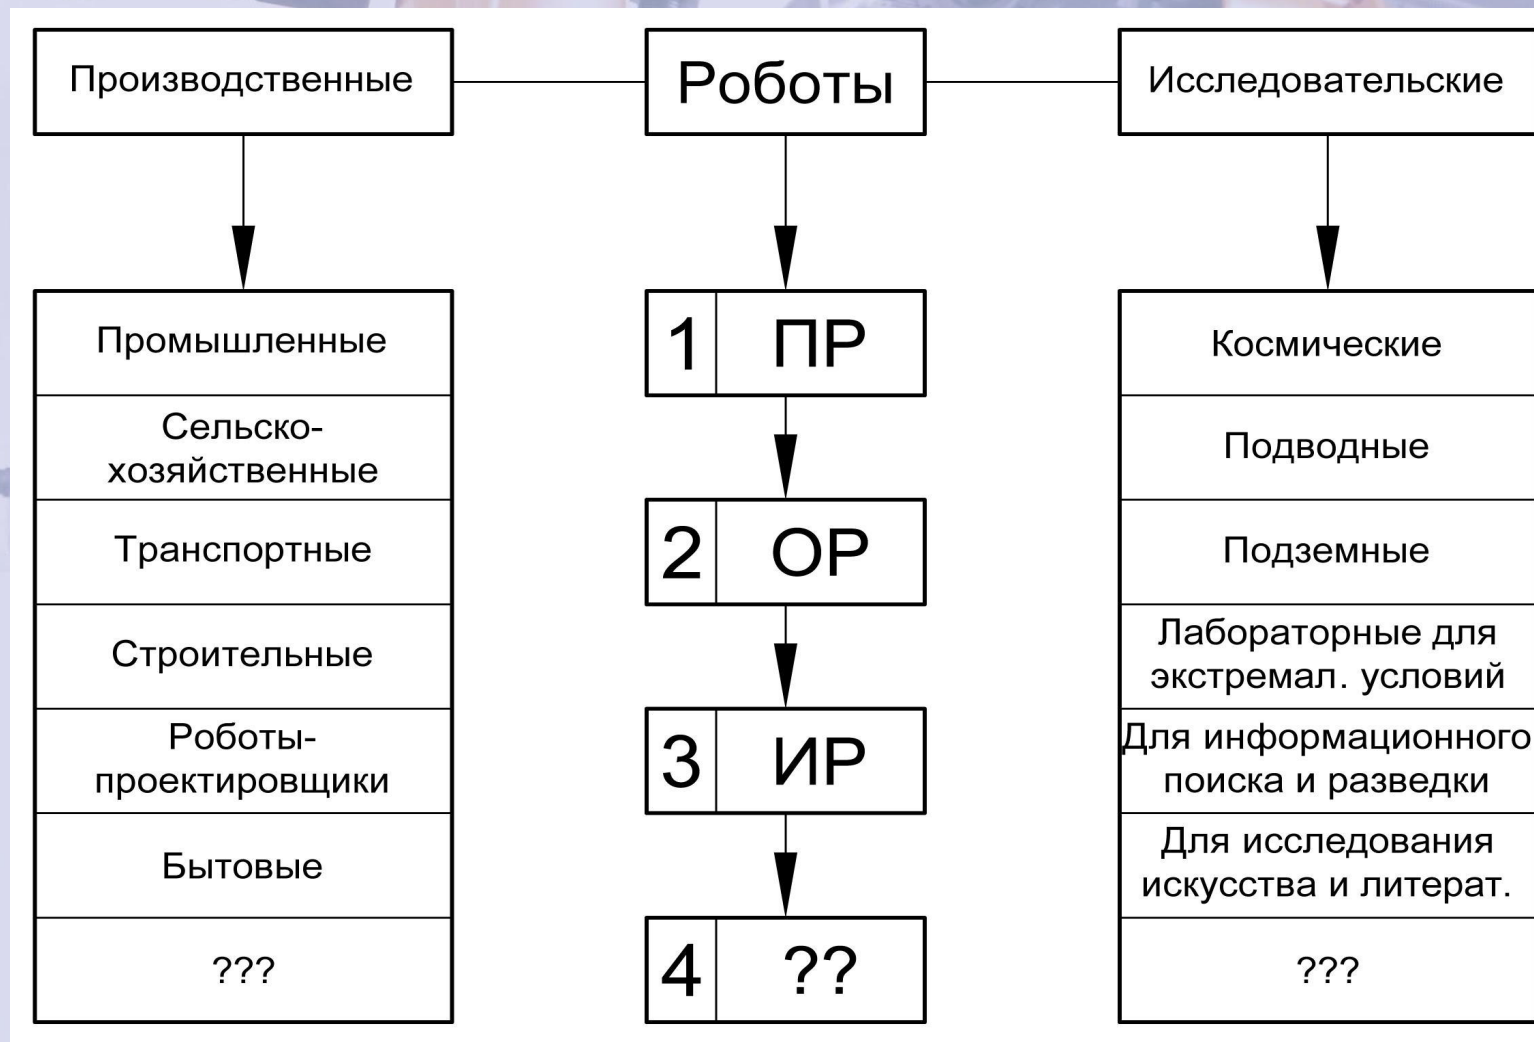 Производственные
Роботы
Исследовательские
Промышленные
Сельско-
хозяйственные
Транспортные
Строительные
Роботы-
проектировщики
Бытовые
???
1 ПР
2 ОР
3 ИР
4 ??
Космические
Подводные
Подземные
Лабораторные для
экстремал. условий
Для информационного
поиска и разведки
Для исследования
искусства и литерат.
???